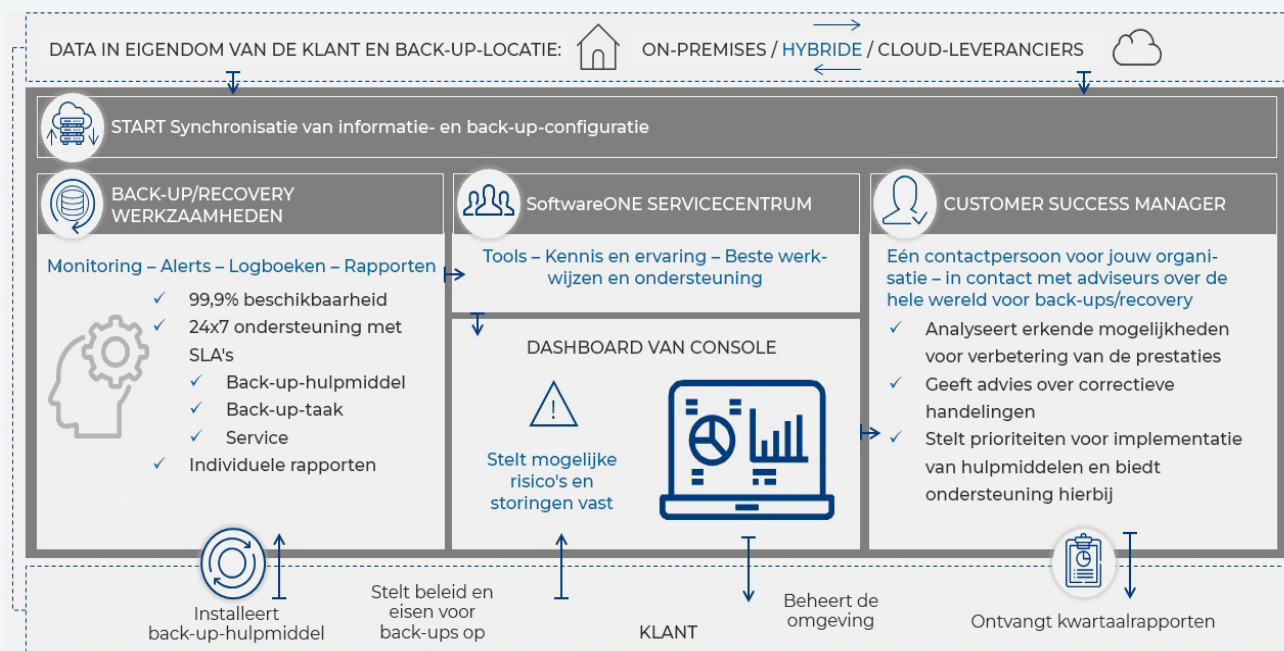 DATA IN EIGENDOM VAN DE KLANT EN BACK-UP-LOCATIE:
ON-PREMISES / HYBRIDE / CLOUD-LEVERANCIERS
START Synchronisatie van informatie- en back-up-configuratie
BACK-UP/RECOVERY
WERKZAAMHEDEN
Monitoring – Alerts – Logboeken – Rapporten
99,9% beschikbaarheid
24x7 ondersteuning met
SLA's
Back-up-hulpmiddel
Back-up-taak
Service
Individuele rapporten
SoftwareONE SERVICECENTRUM
Tools – Kennis en ervaring – Beste werk-
wijzen en ondersteuning
DASHBOARD VAN CONSOLE
Stelt mogelijke
risico's en
storingen vast
CUSTOMER SUCCESS MANAGER
Eén contactpersoon voor jouw organi-
satie – in contact met adviseurs over de
hele wereld voor back-ups/recovery
Analyseert erkende mogelijkheden
voor verbetering van de prestaties
Geeft advies over correctieve
handelingen
Stelt prioriteiten voor implementatie
van hulpmiddelen en biedt
ondersteuning hierbij
Installeert
back-up-hulpmiddel
Stelt beleid en
eisen voor
back-ups op
KLANT
Beheert de
omgeving
Ontvangt kwartaalrapporten